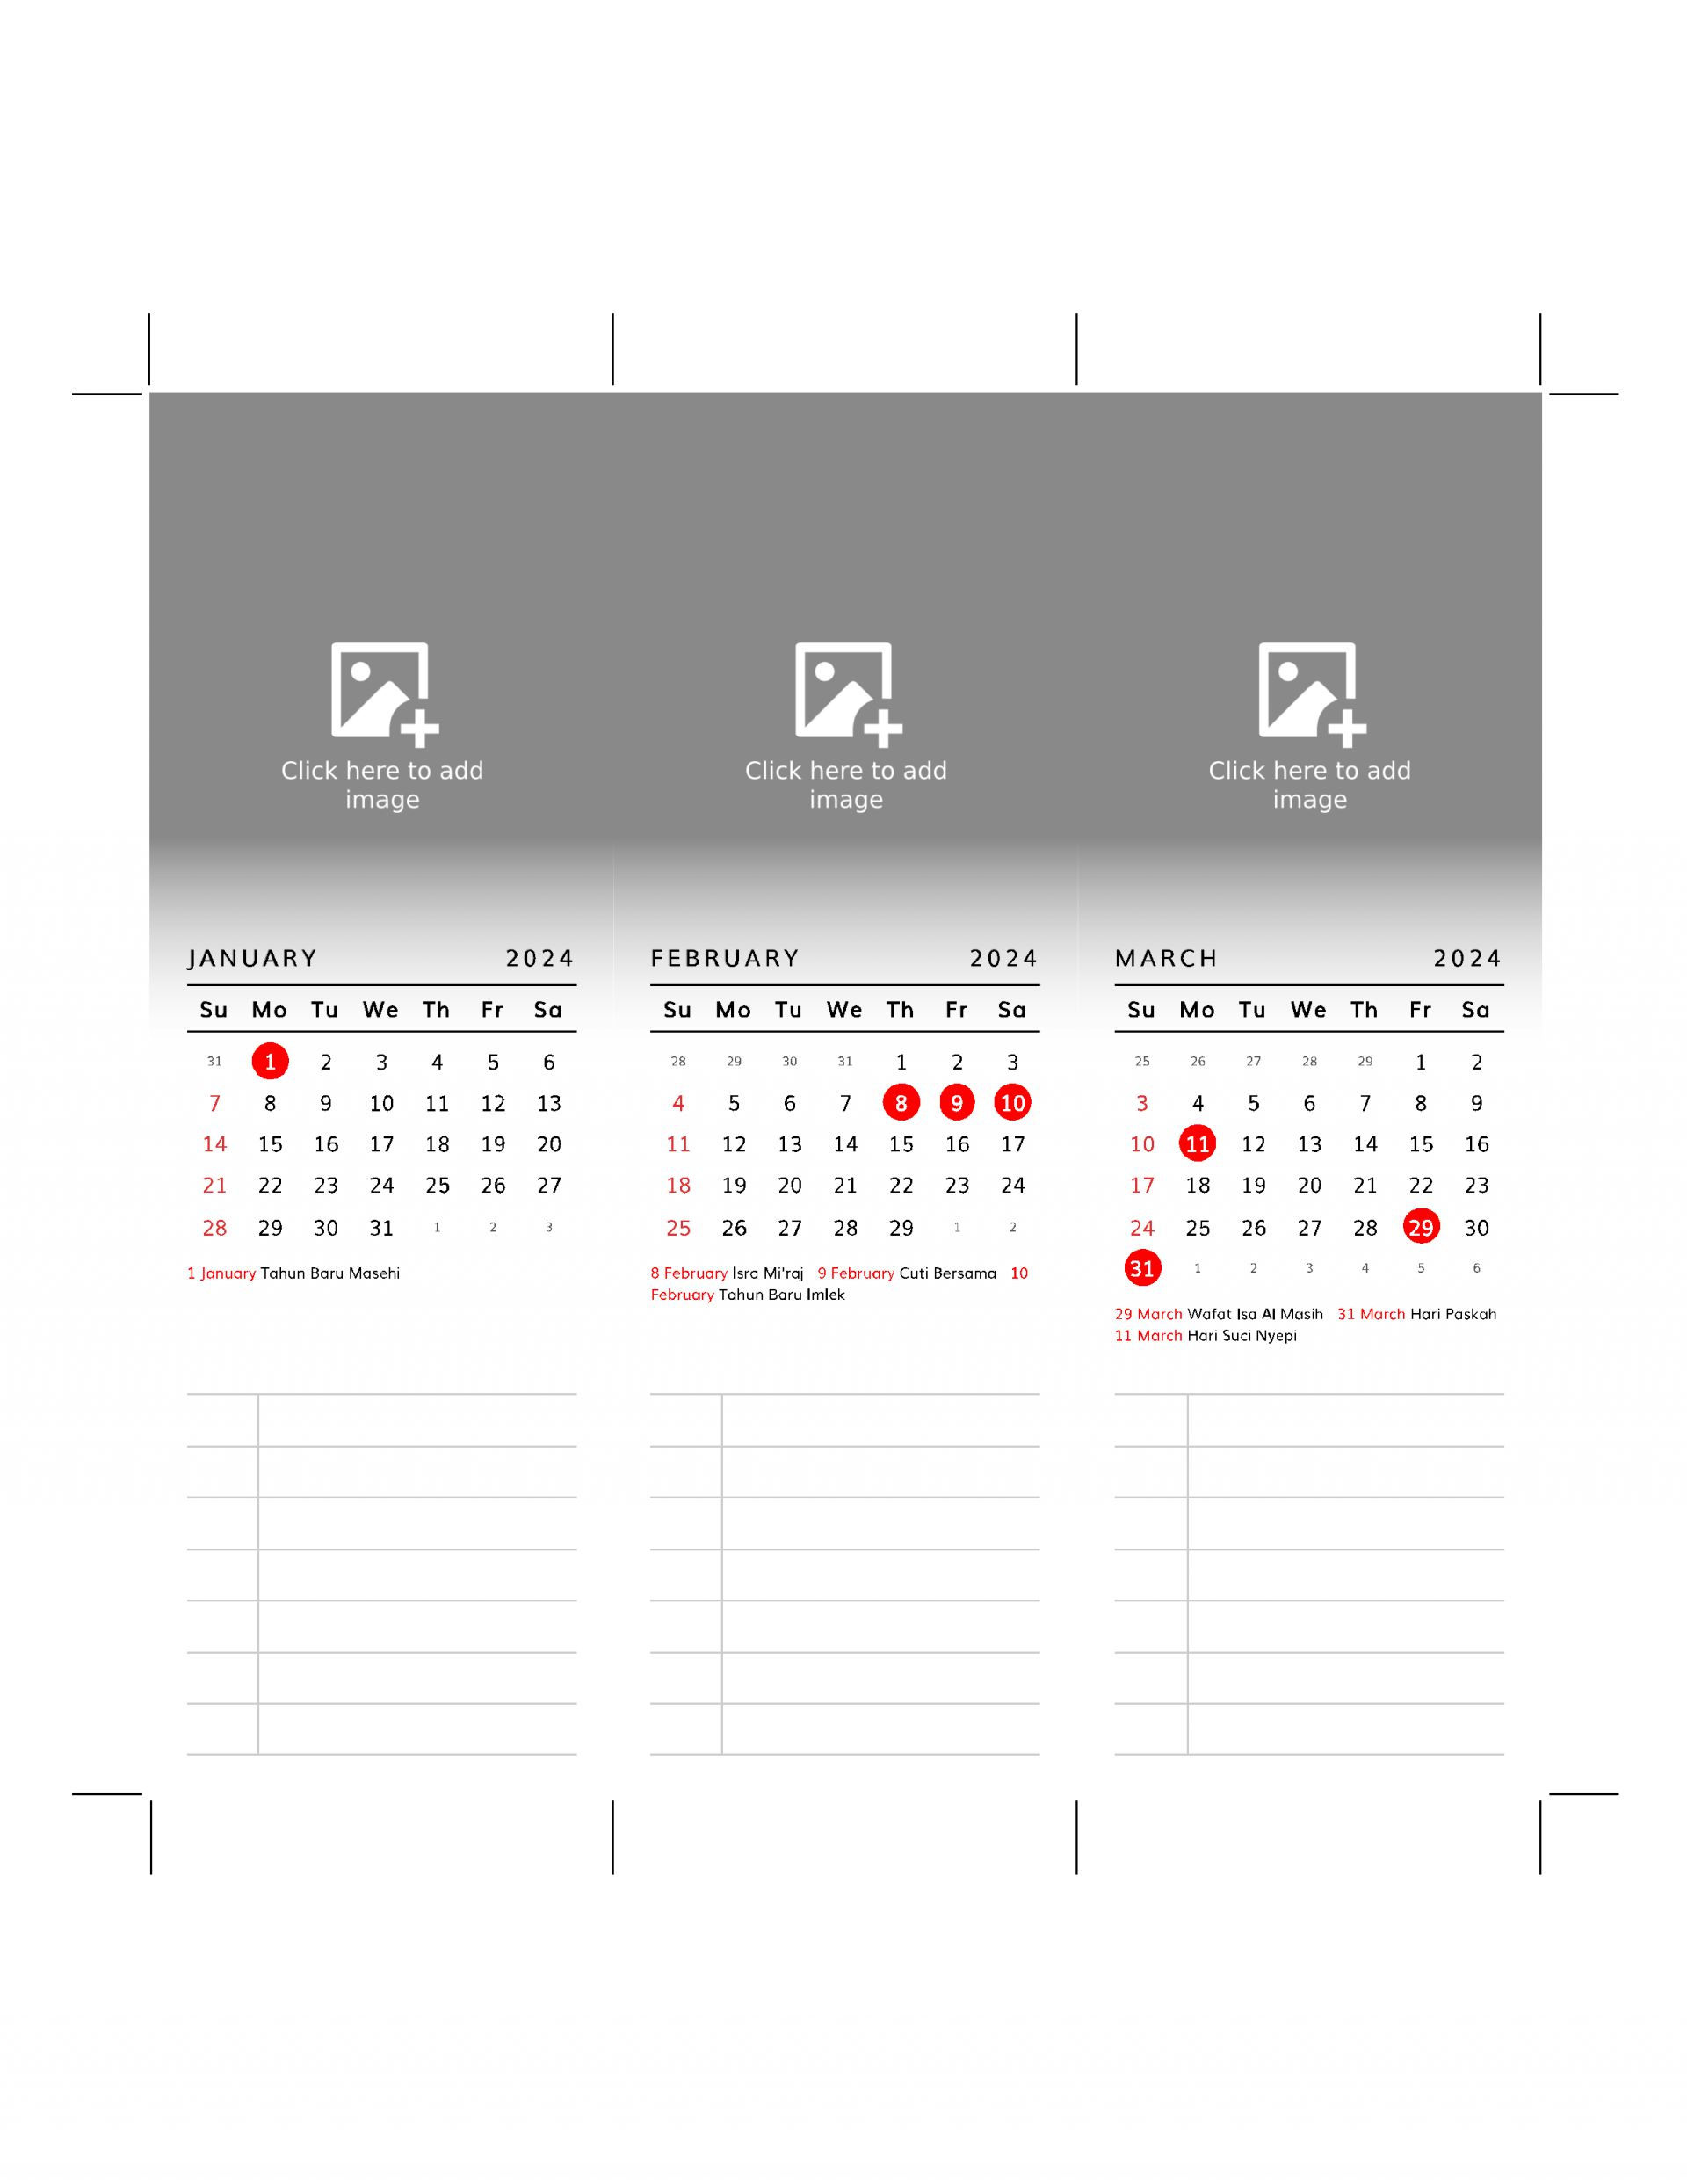 Click here to add
image
Click here to add
image
Click here to add
image
JANUARY 2024
Su Mo Tu We Th Fr Sa
31 1 2 3 4 5 6
7 8 9 10 11 12 13
14 15 16 17 18 19 20
21 22 23 24 25 26 27
28 29 30 31 1 2 3
1 January Tahun Baru Masehi
FEBRUARY 2024
Su Mo Tu We Th Fr Sa
28 29 30 31 1 2 3
4 5 6 7 8 9 10
11 12 13 14 15 16 17
18 19 20 21 22 23 24
25 26 27 28 29 1 2
8 February Isra Mi'raj 9 February Cuti Bersama 10
February Tahun Baru Imlek
MARCH 2024
Su Mo Tu We Th Fr Sa
25 26 27 28 29 1 2
3 4 5 6 7 8 9
10 11 12 13 14 15 16
17 18 19 20 21 22 23
24 25 26 27 28 29 30
31 1 2 3 4 5 6
29 March Wafat Isa Al Masih 31 March Hari Paskah
11 March Hari Suci Nyepi